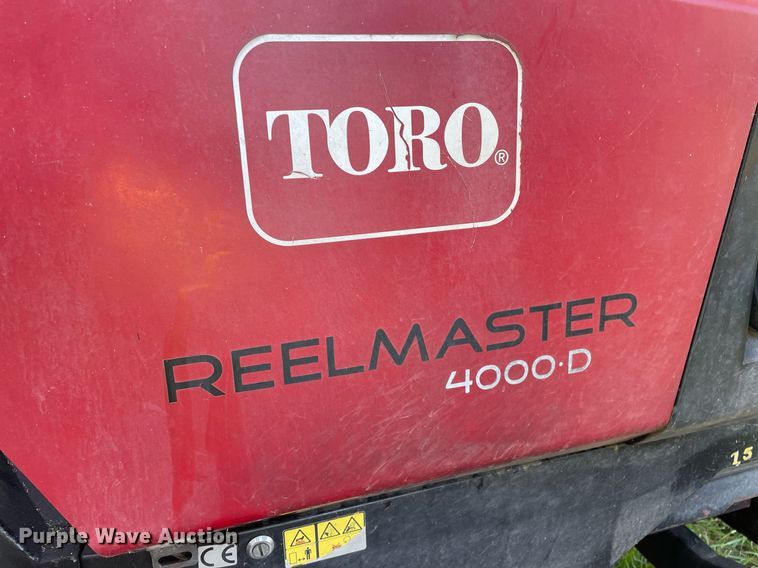 TORO®
REELMASTER
4000·D
15
CE
Purple Wave Auction